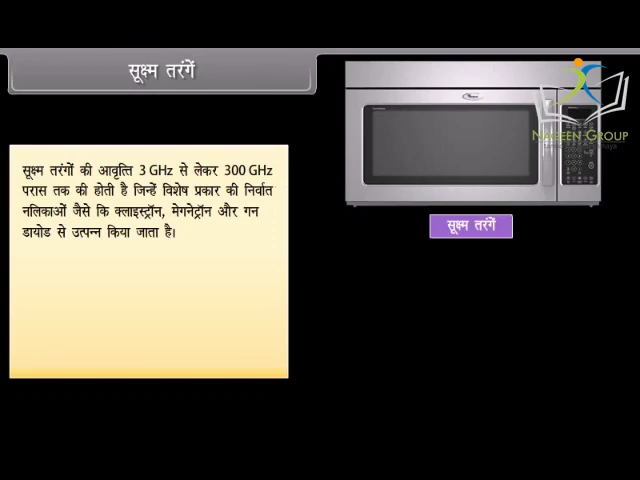 सूक्ष्म तरंगें
NAVEEN GROUP
सूक्ष्म तरंगों की आवृत्ति 3 GHz से लेकर 300 GHz
परास तक की होती है जिन्हें विशेष प्रकार की निर्वात
नलिकाओं जैसे कि क्लाइस्ट्रॉन, मेगनेट्रॉन और गन
डायोड से उत्पन्न किया जाता है।
सूक्ष्म तरंगें